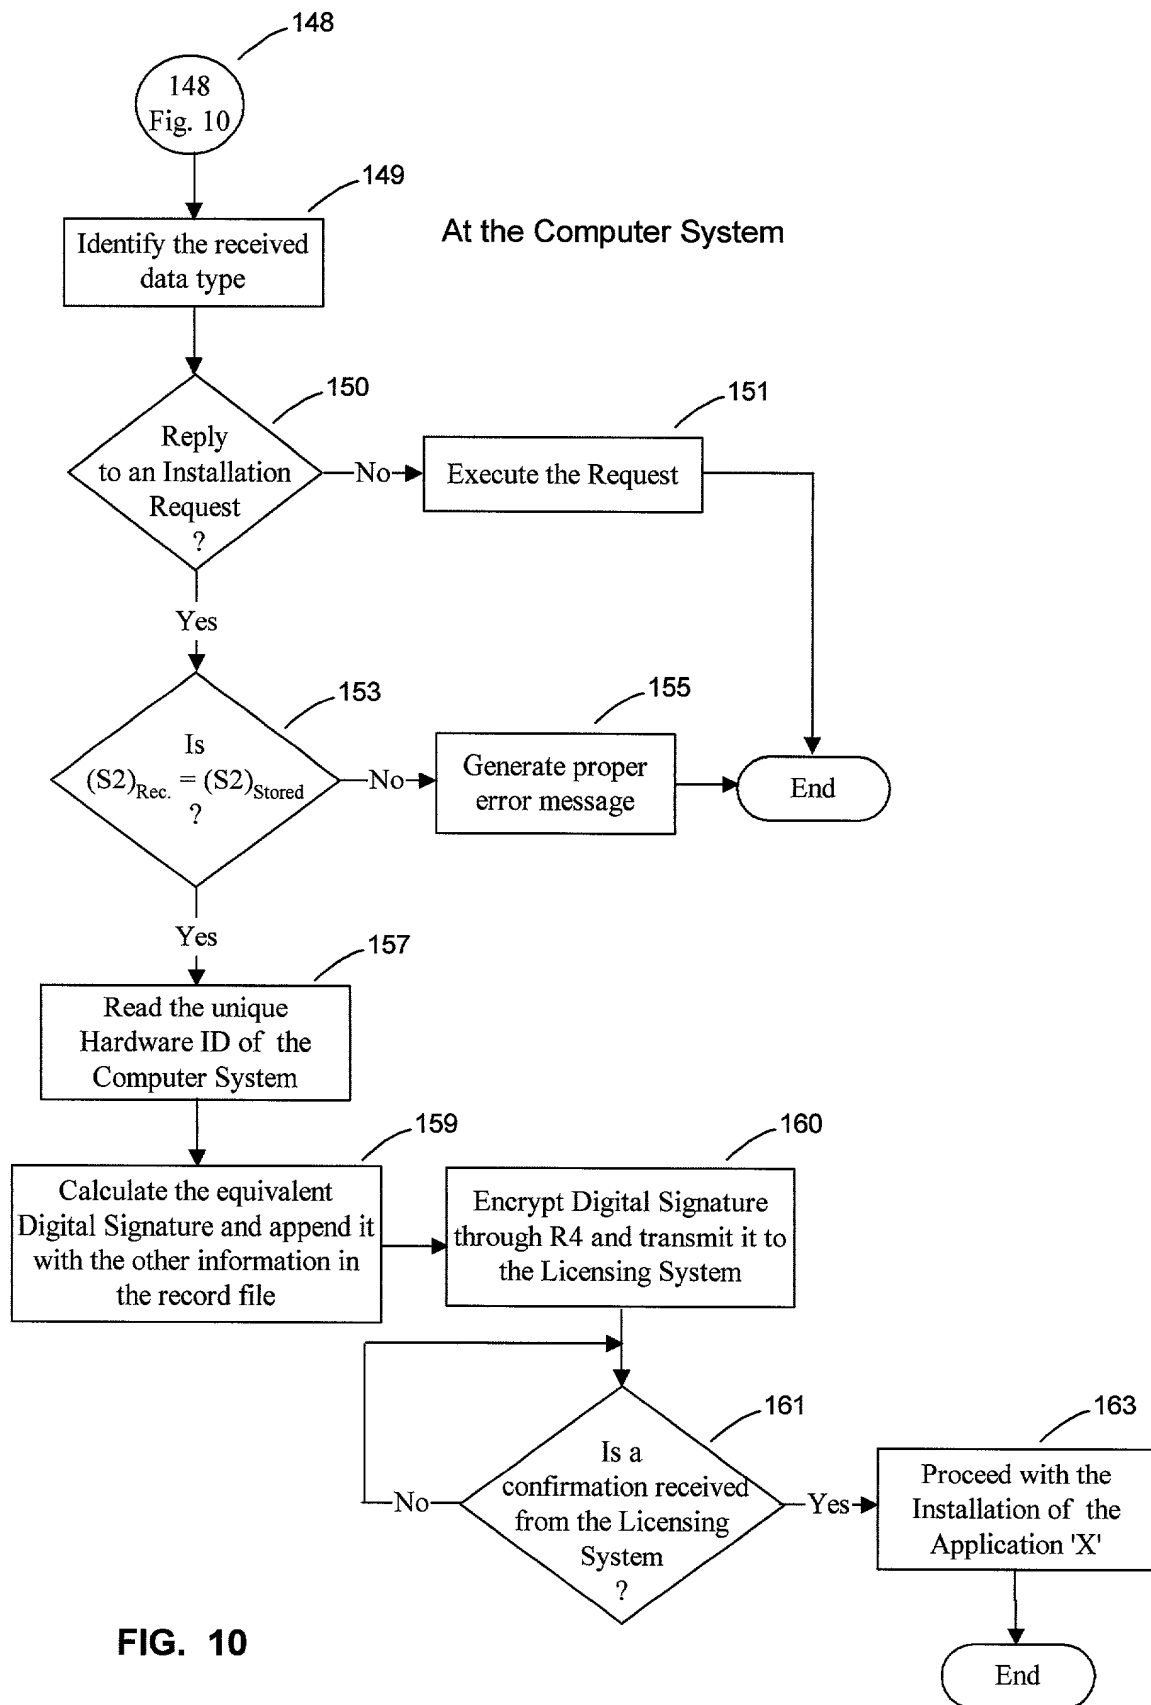 148
148
Fig. 10
149
Identify the received
data type
At the Computer System
150
Reply
to an Installation
Request
?
No
151
Execute the Request
Yes
153
Is
(S2)Rec. = (S2)Stored
?
No
155
Generate proper
error message
End
Yes
157
Read the unique
Hardware ID of the
Computer System
159
Calculate the equivalent
Digital Signature and append it
with the other information in
the record file
160
Encrypt Digital Signature
through R4 and transmit it to
the Licensing System
161
Is a
confirmation received
from the Licensing
System
?
No
Yes
163
Proceed with the
Installation of the
Application 'X'
End
FIG. 10